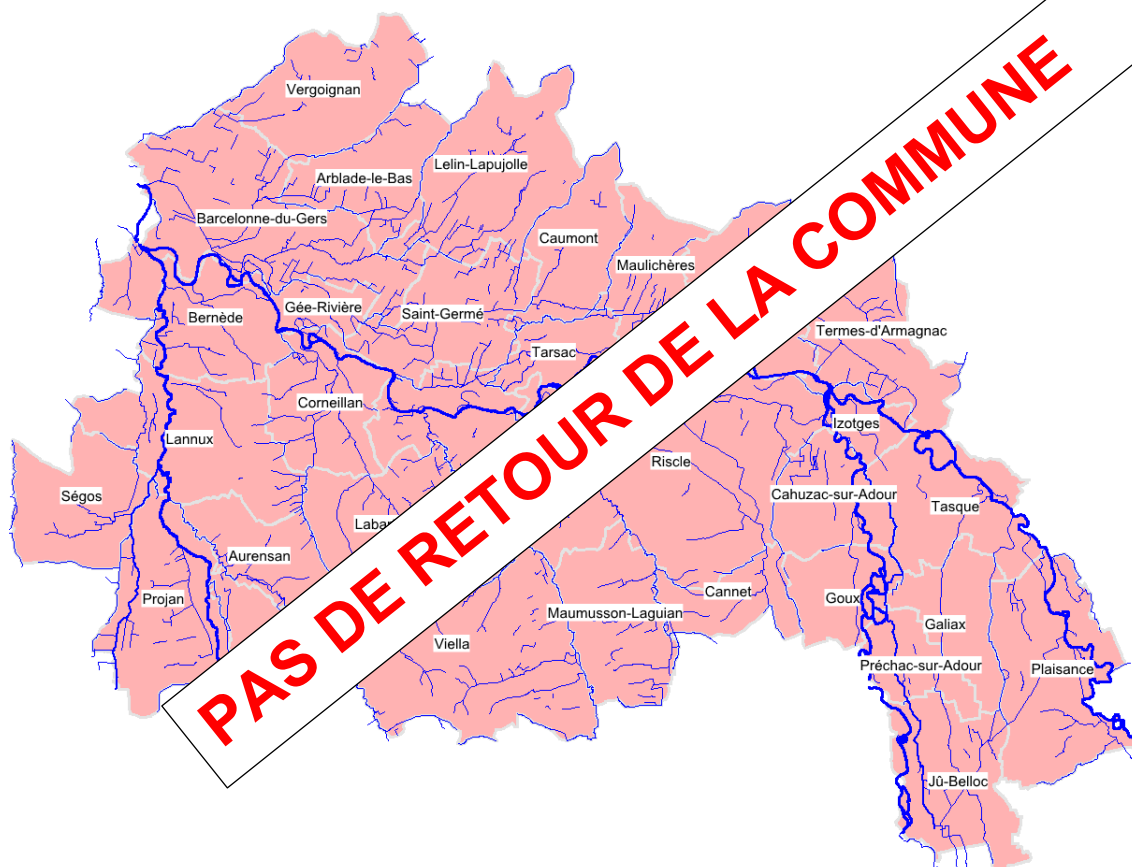 Vergoignan
Lelin-Lapujolle
Arblade-le-Bas
Barcelonne-du-Gers
Caumont
Maulichères
Gée-Rivière
Saint-Germé
Bernède
Termes-d'Armagnac
Tarsac
Corneillan
Izotges
Lannux
Riscle
Ségos
Cahuzac-sur-Adour
Tasque
PAS DE RETOUR DE LA COMMUNE
Aurensan
Projan
Cannet
Goux
Maumusson-Laguian
Galiax
Viella
Préchac-sur-Adour
Plaisance
Jû-Belloc